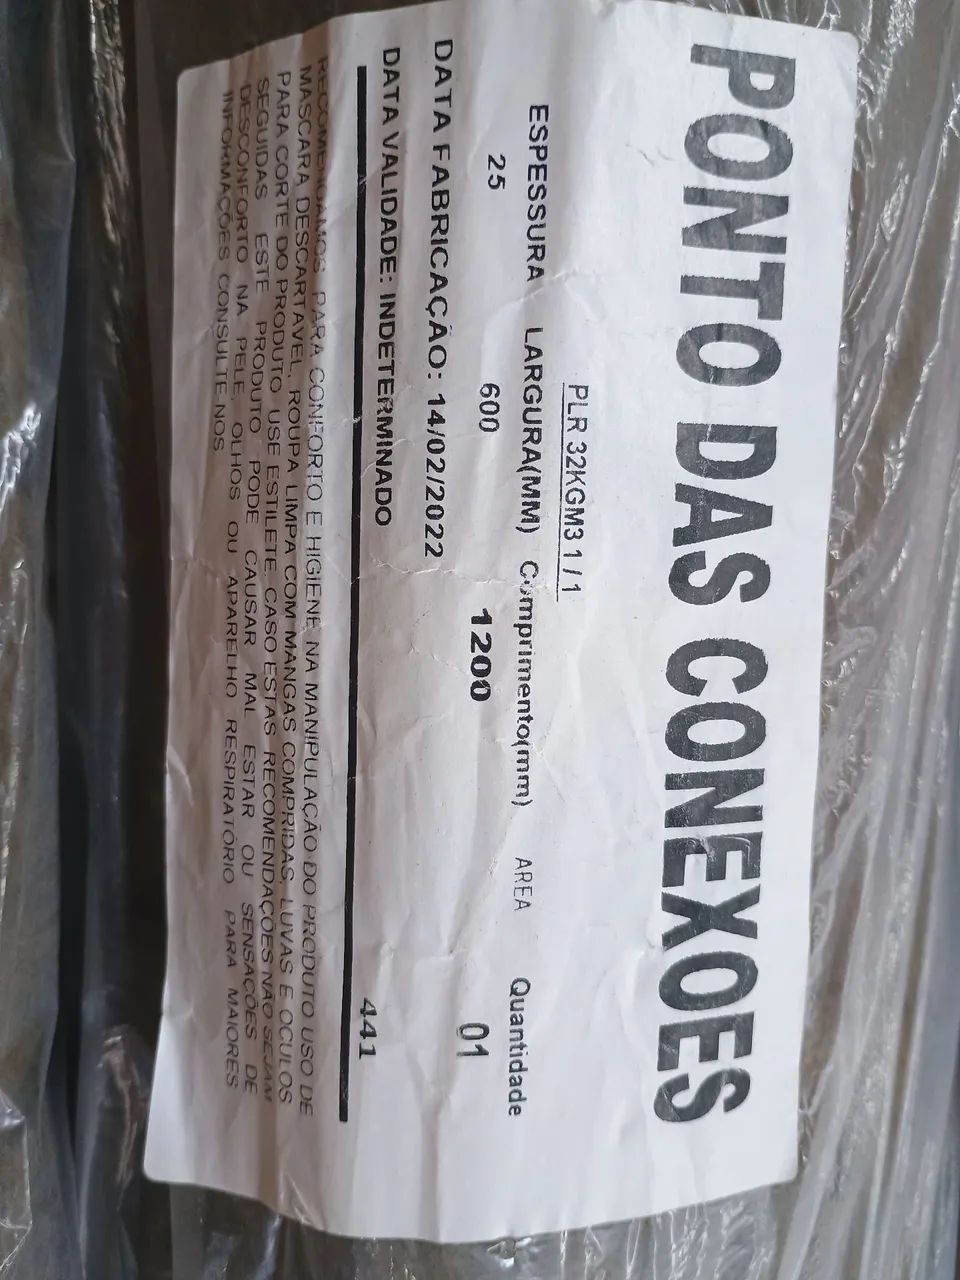 PONTO DAS CONEXOES
PLR 32KGM3 1 / 1
ESPESSURA LARGURA(MM) Comprimento(mm) AREA Quantidade
25 600 1200 01
DATA FABRICAÇÃO: 14/02/2022
DATA VALIDADE: INDETERMINADO
441
RECOMENDAMOS PARA CONFORTO E HIGIENE NA MANIPULAÇÃO DO PRODUTO USO DE
MASCARA DESCARTAVEL, ROUPA LIMPA COM MANGAS COMPRIDAS, LUVAS E OCULOS
PARA CORTE DO PRODUTO USE ESTILETE CASO ESTAS RECOMENDAÇOES NÃO SEJAM
SEGUIDAS ESTE PRODUTO PODE CAUSAR MAL ESTAR OU SENSAÇÕES DE
DESCONFORTO NA PELE, OLHOS OU APARELHO RESPIRATÓRIO PARA MAIORES
INFORMAÇÕES CONSULTE NOS